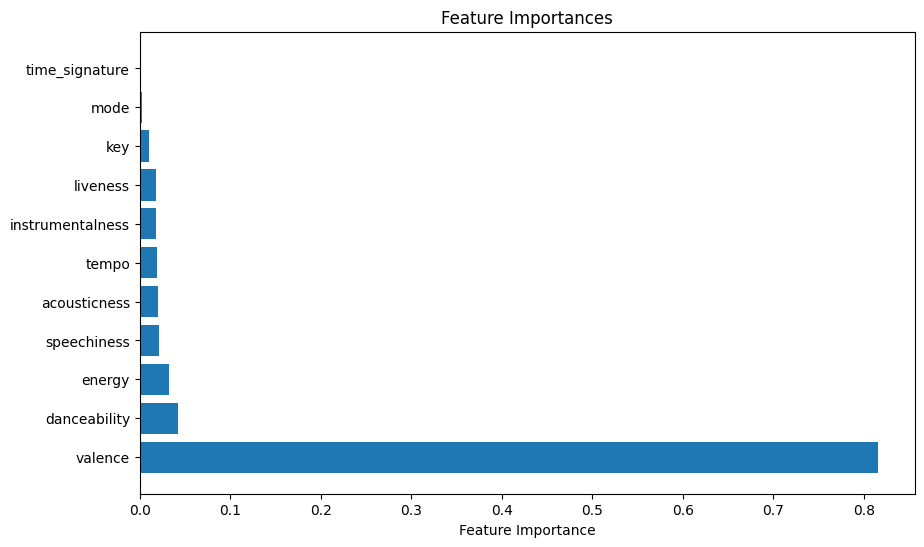 Feature Importances
time_signature
mode
key
liveness
instrumentalness
tempo
acousticness
speechiness
energy
danceability
valence
0.0 0.1 0.2 0.3 0.4 0.5 0.6 0.7 0.8
Feature Importance